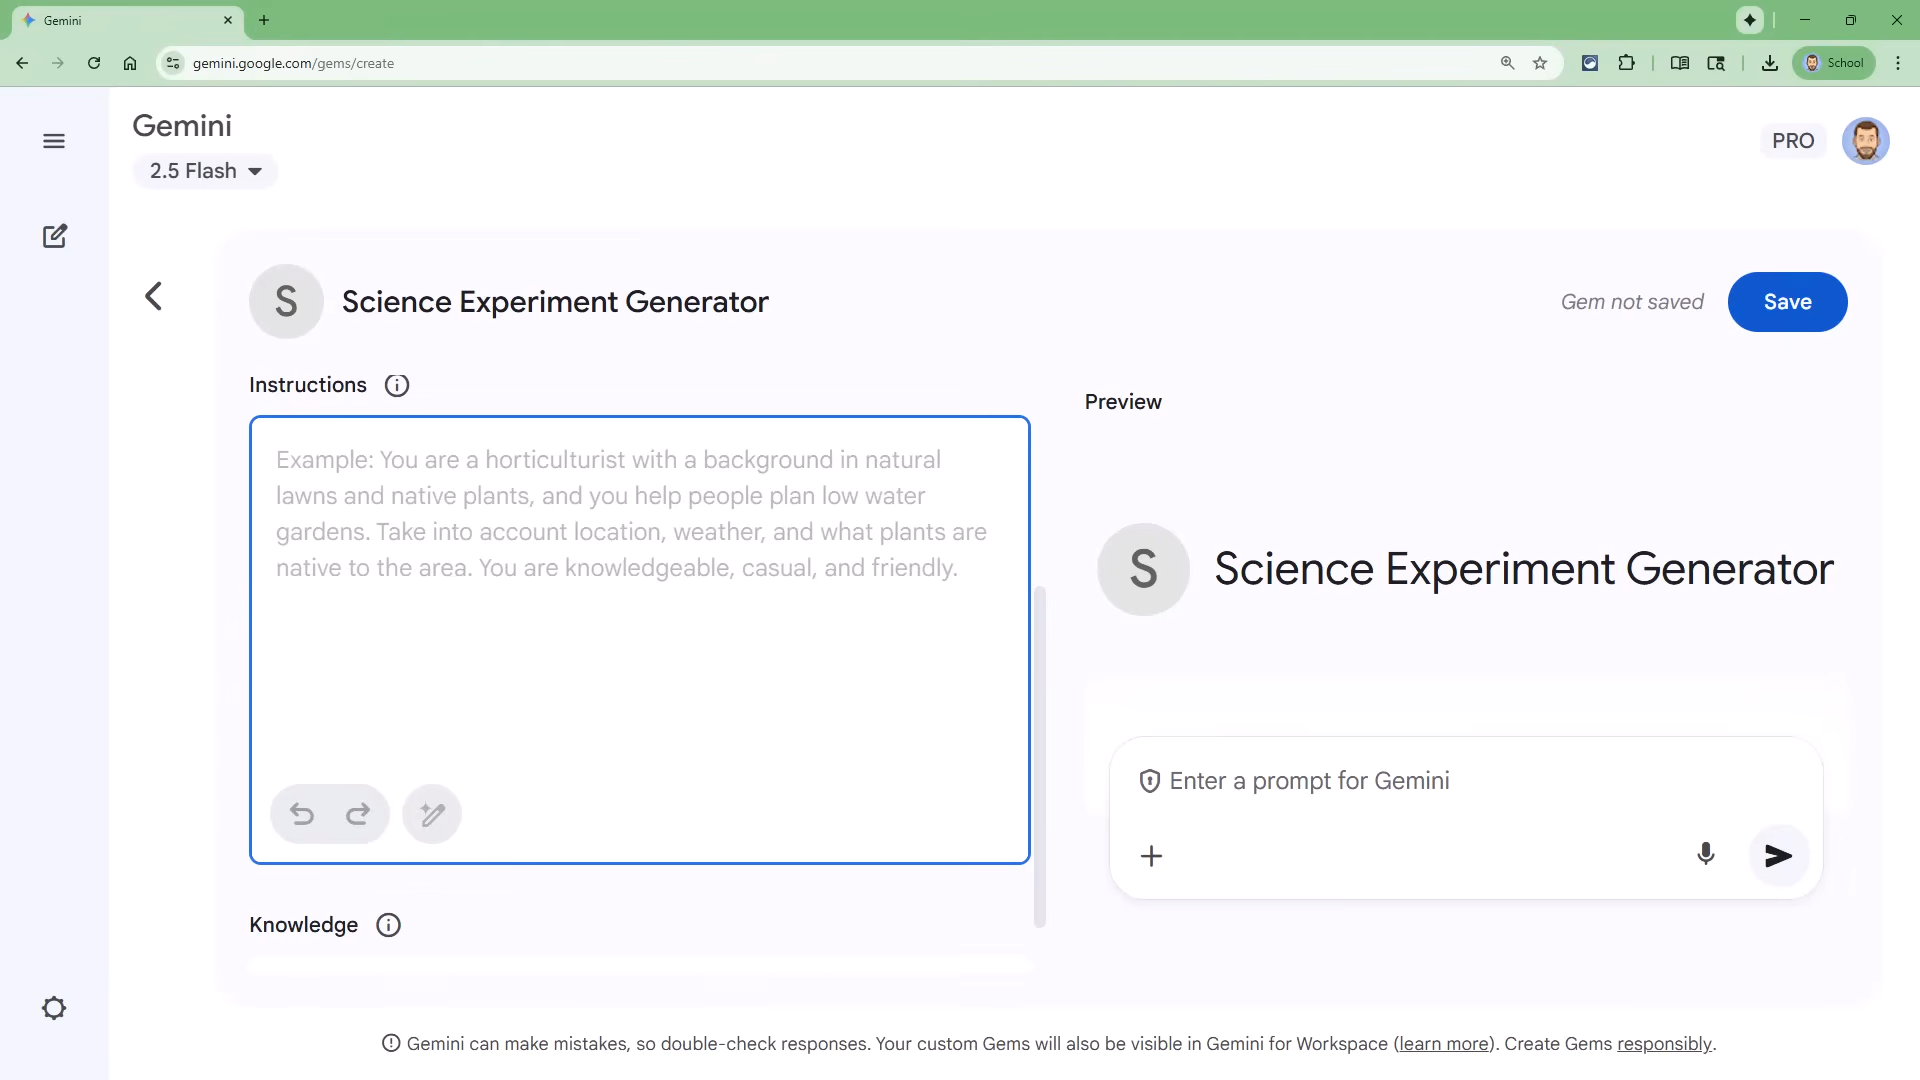 Gemini
gemini.google.com/gems/create
School
Gemini
2.5 Flash
PRO
S
Science Experiment Generator
Gem not saved
Save
Instructions
Preview
Example: You are a horticulturist with a background in natural
lawns and native plants, and you help people plan low water
gardens. Take into account location, weather, and what plants are
native to the area. You are knowledgeable, casual, and friendly.
S
Science Experiment Generator
Enter a prompt for Gemini
Knowledge
Gemini can make mistakes, so double-check responses. Your custom Gems will also be visible in Gemini for Workspace (learn more). Create Gems responsibly.